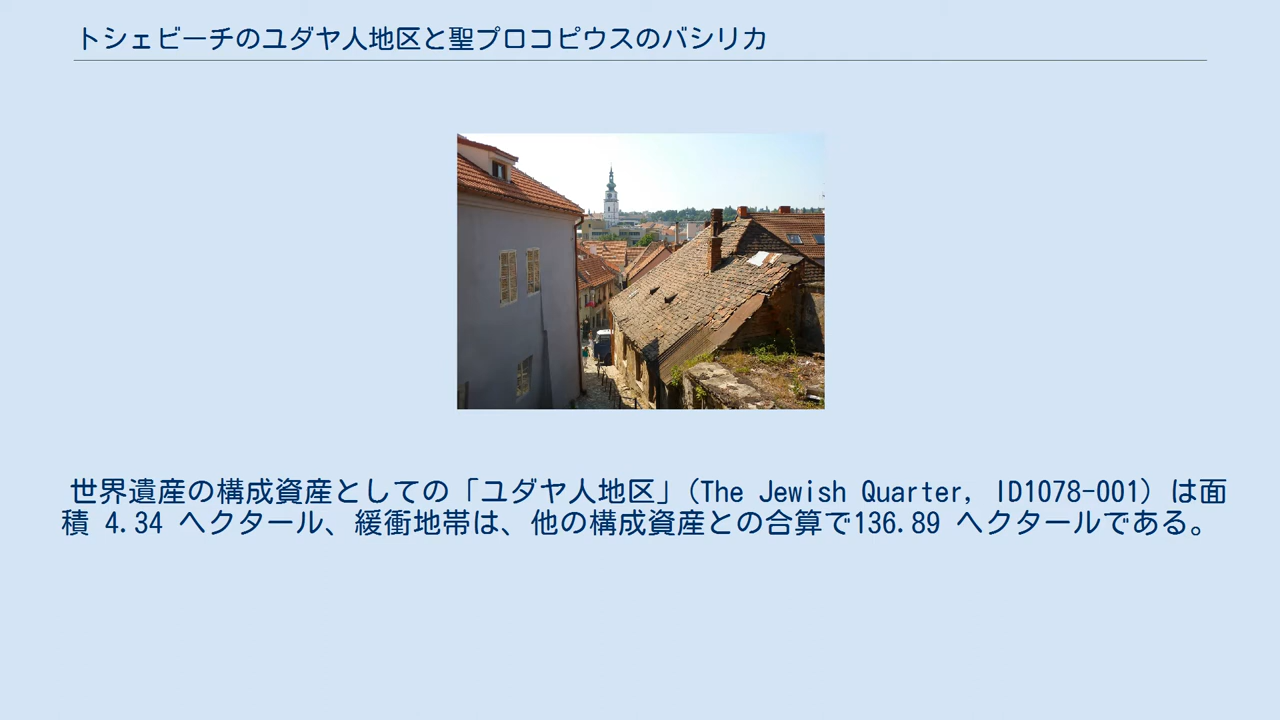 トシェビーチのユダヤ人地区と聖プロコピウスのバシリカ
世界遺産の構成資産としての「ユダヤ人地区」(The Jewish Quarter, ID1078-001) は面
積 4.34 ヘクタール、緩衝地帯は、他の構成資産との合算で136.89 ヘクタールである。